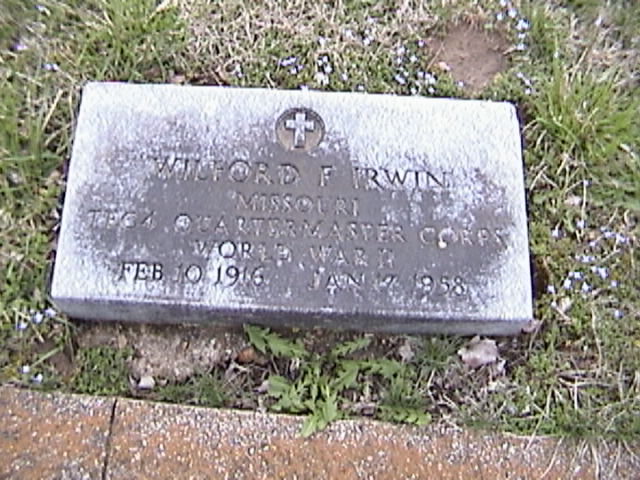 WILFORD F IRWIN
MISSOURI
TEC4 QUARTERMASTER CORPS
WORLD WAR II
FEB 10 1916 JAN 17 1958